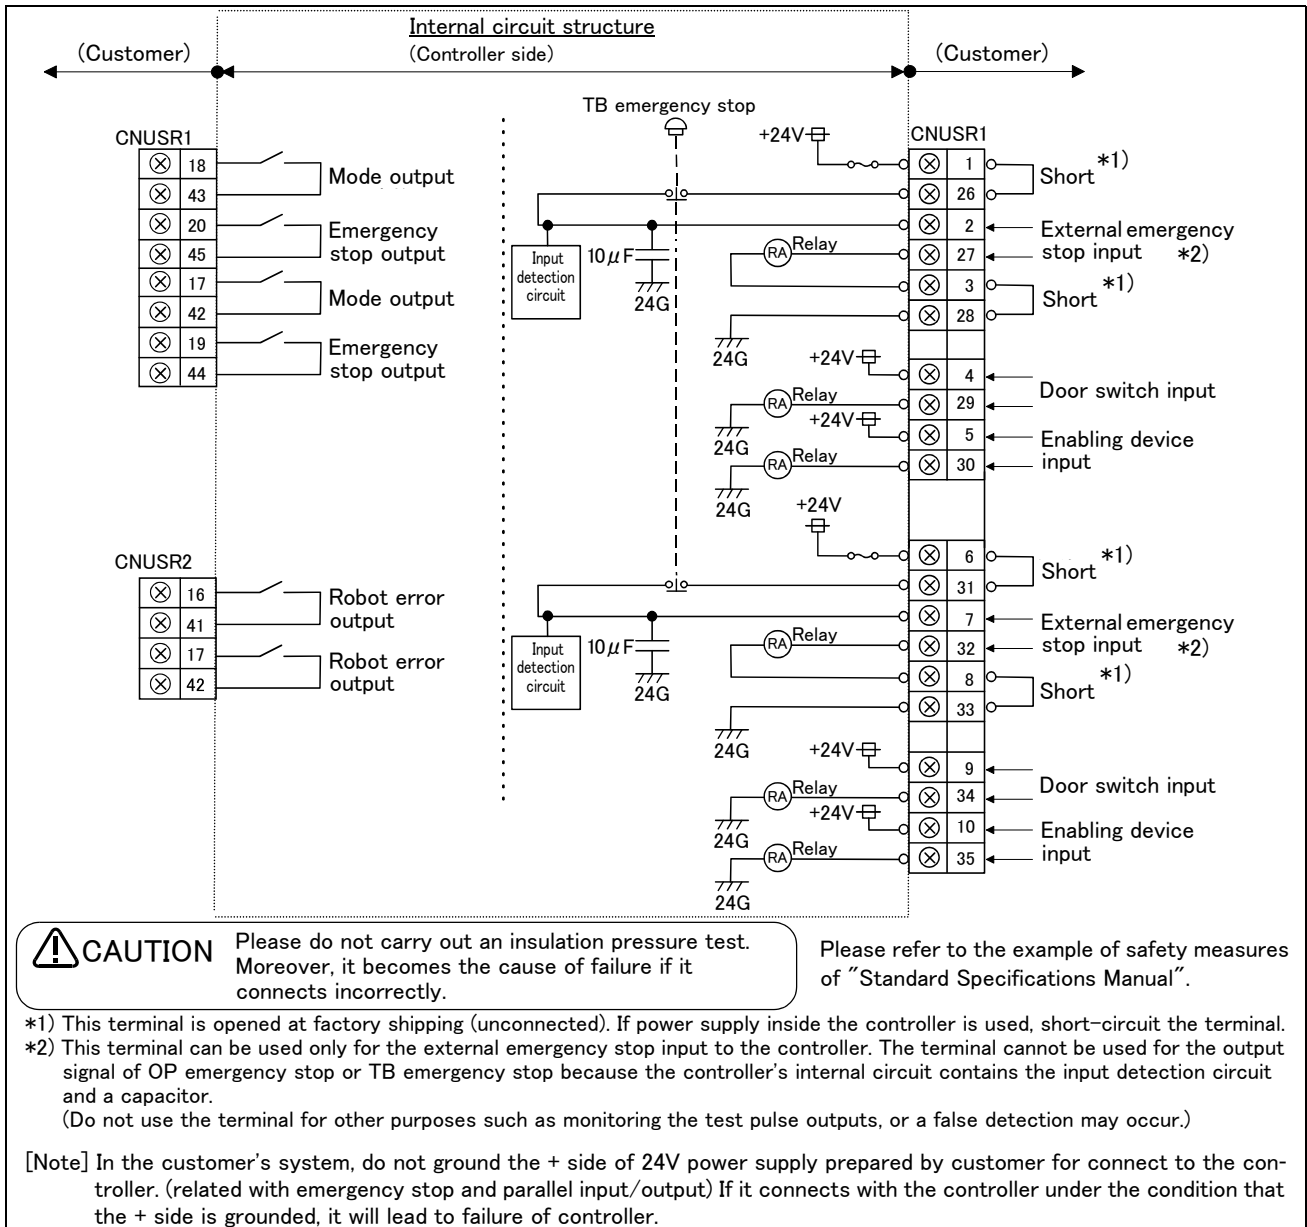 Internal circuit structure
(Customer)
(Controller side)
(Customer)
TB emergency stop
CNUSR1
18
43
20
45
17
42
19
44
Mode output
Emergency
stop output
Mode output
Emergency
stop output
CNUSR2
16
41
17
42
Robot error
output
Robot error
output
Input
detection
circuit
10μF
24G
+24V
RA
Relay
24G
+24V
RA
Relay
24G
+24V
RA
Relay
24G
+24V
Input
detection
circuit
10μF
24G
RA
Relay
24G
+24V
RA
Relay
24G
+24V
RA
Relay
24G
CNUSR1
1
26
2
27
3
28
4
29
5
30
6
31
7
32
8
33
9
34
10
35
Short *1)
External emergency
stop input *2)
Short *1)
Door switch input
Enabling device
input
Short *1)
External emergency
stop input *2)
Short *1)
Door switch input
Enabling device
input
CAUTION
Please do not carry out an insulation pressure test.
Moreover, it becomes the cause of failure if it
connects incorrectly.
Please refer to the example of safety measures
of "Standard Specifications Manual".
*1) This terminal is opened at factory shipping (unconnected). If power supply inside the controller is used, short-circuit the terminal.
*2) This terminal can be used only for the external emergency stop input to the controller. The terminal cannot be used for the output
signal of OP emergency stop or TB emergency stop because the controller's internal circuit contains the input detection circuit
and a capacitor.
(Do not use the terminal for other purposes such as monitoring the test pulse outputs, or a false detection may occur.)
[Note] In the customer's system, do not ground the + side of 24V power supply prepared by customer for connect to the con-
troller. (related with emergency stop and parallel input/output) If it connects with the controller under the condition that
the + side is grounded, it will lead to failure of controller.